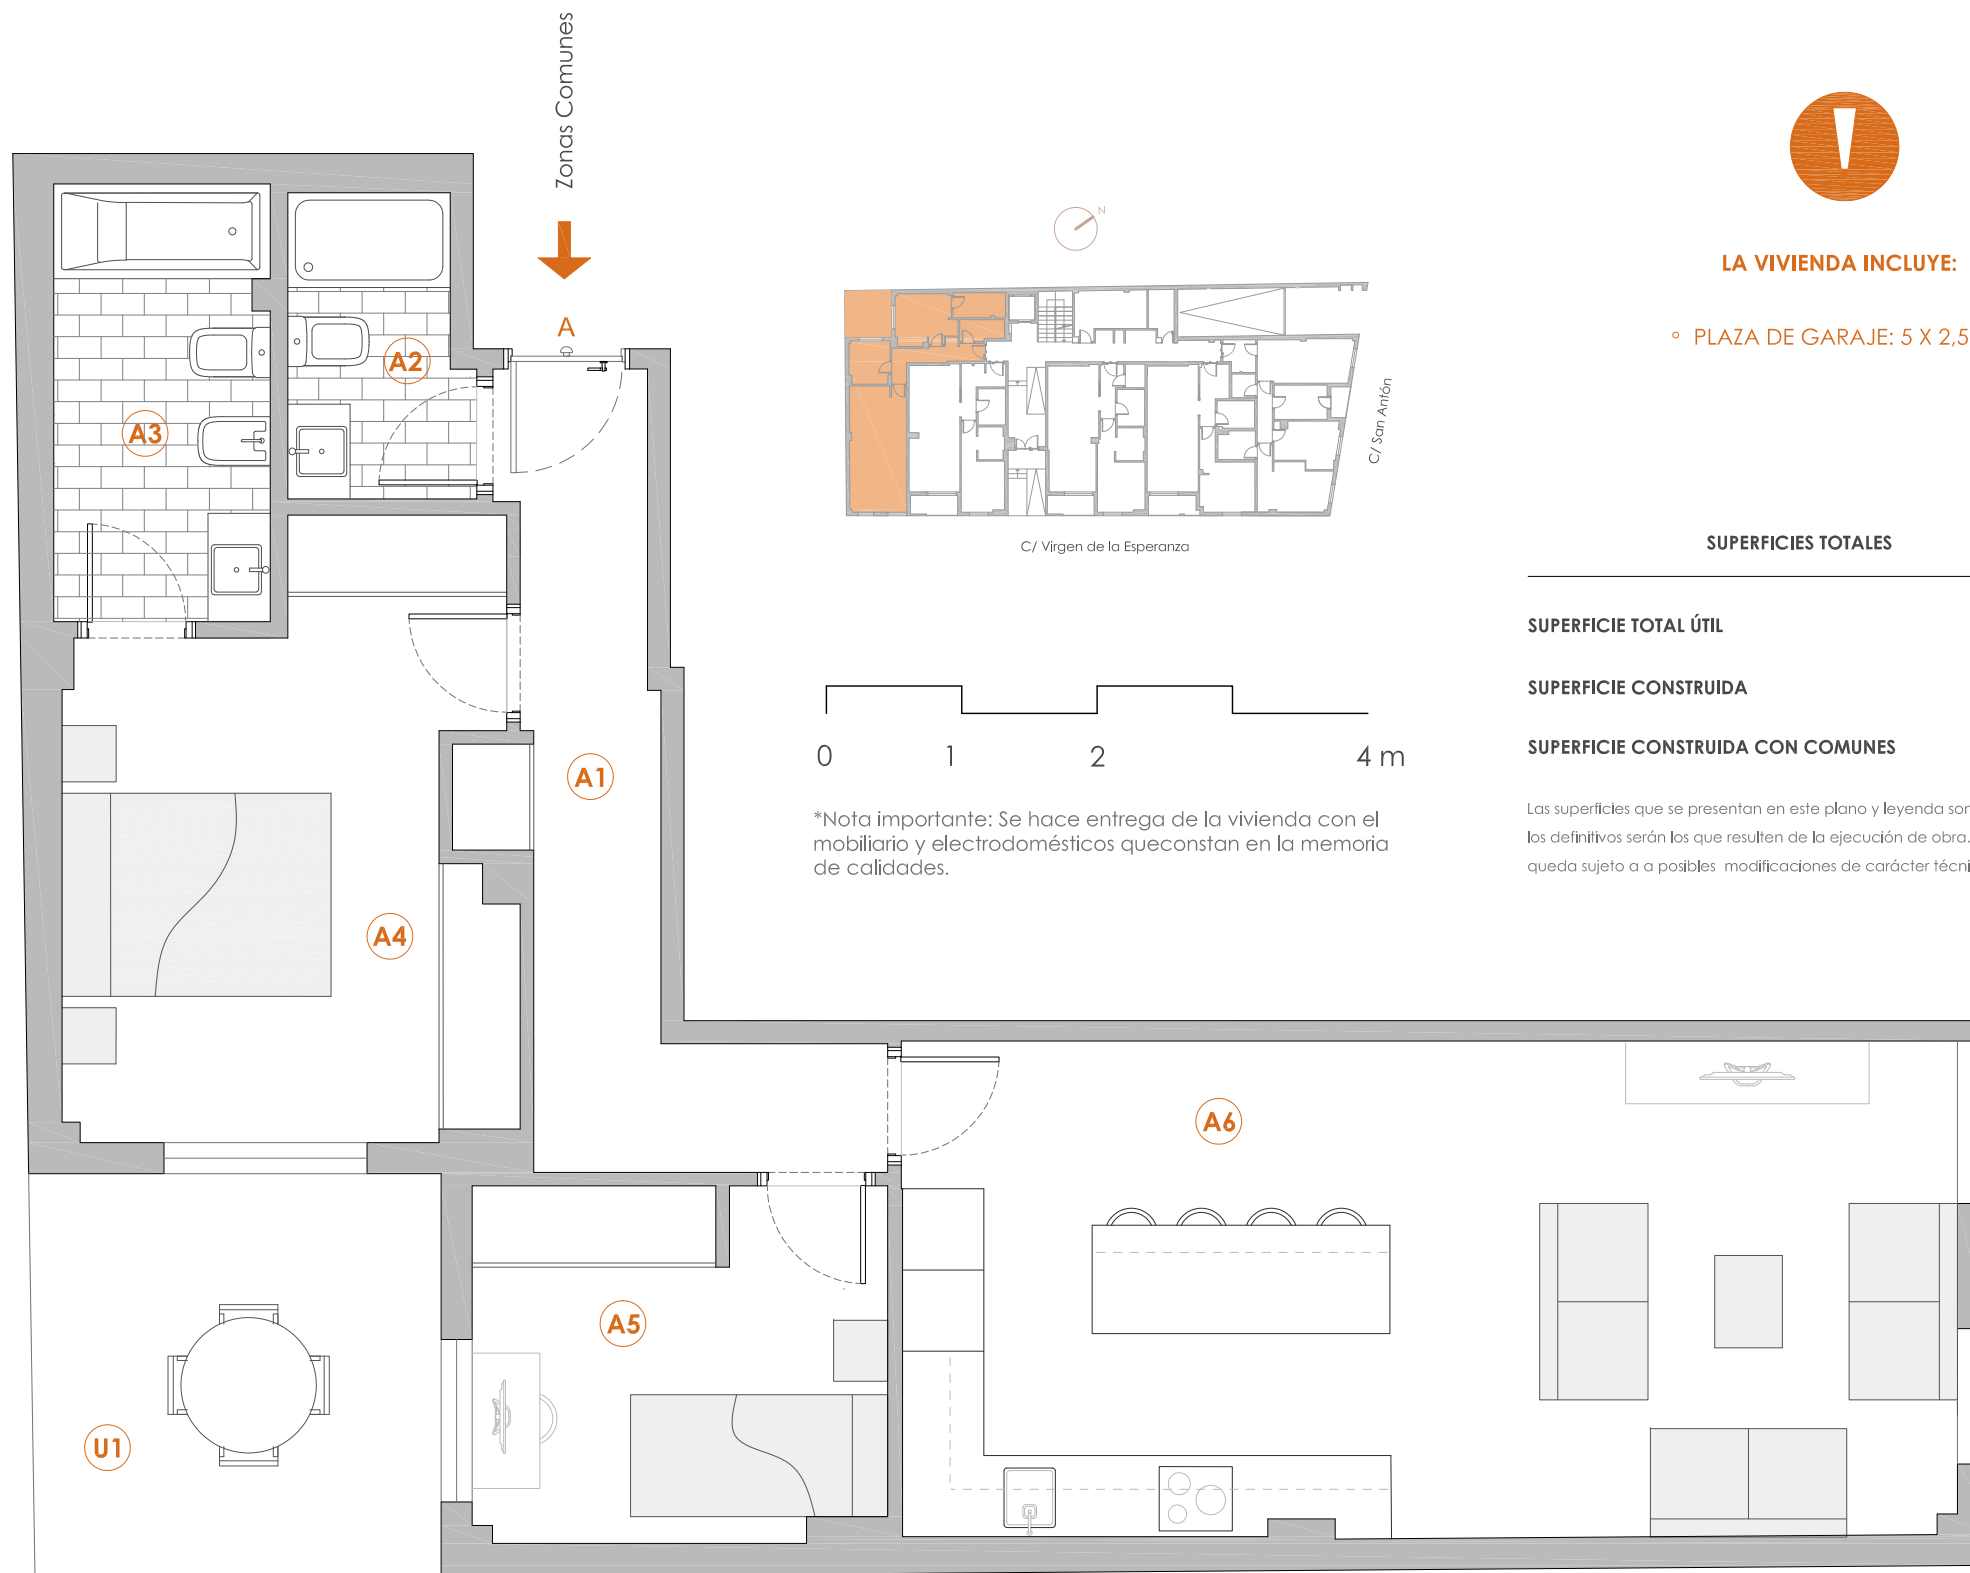 Zonas Comunes
A
A3
A2
A1
A4
A5
A6
U1
N
C/ San Antón
C/ Virgen de la Esperanza
0 1 2 4 m
*Nota importante: Se hace entrega de la vivienda con el
mobiliario y electrodomésticos queconstan en la memoria
de calidades.
LA VIVIENDA INCLUYE:
° PLAZA DE GARAJE: 5 X 2,5
SUPERFICIES TOTALES
SUPERFICIE TOTAL ÚTIL
SUPERFICIE CONSTRUIDA
SUPERFICIE CONSTRUIDA CON COMUNES
Las superficies que se presentan en este plano y leyenda son
los definitivos serán los que resulten de la ejecución de obra.
queda sujeto a a posibles modificaciones de carácter técni